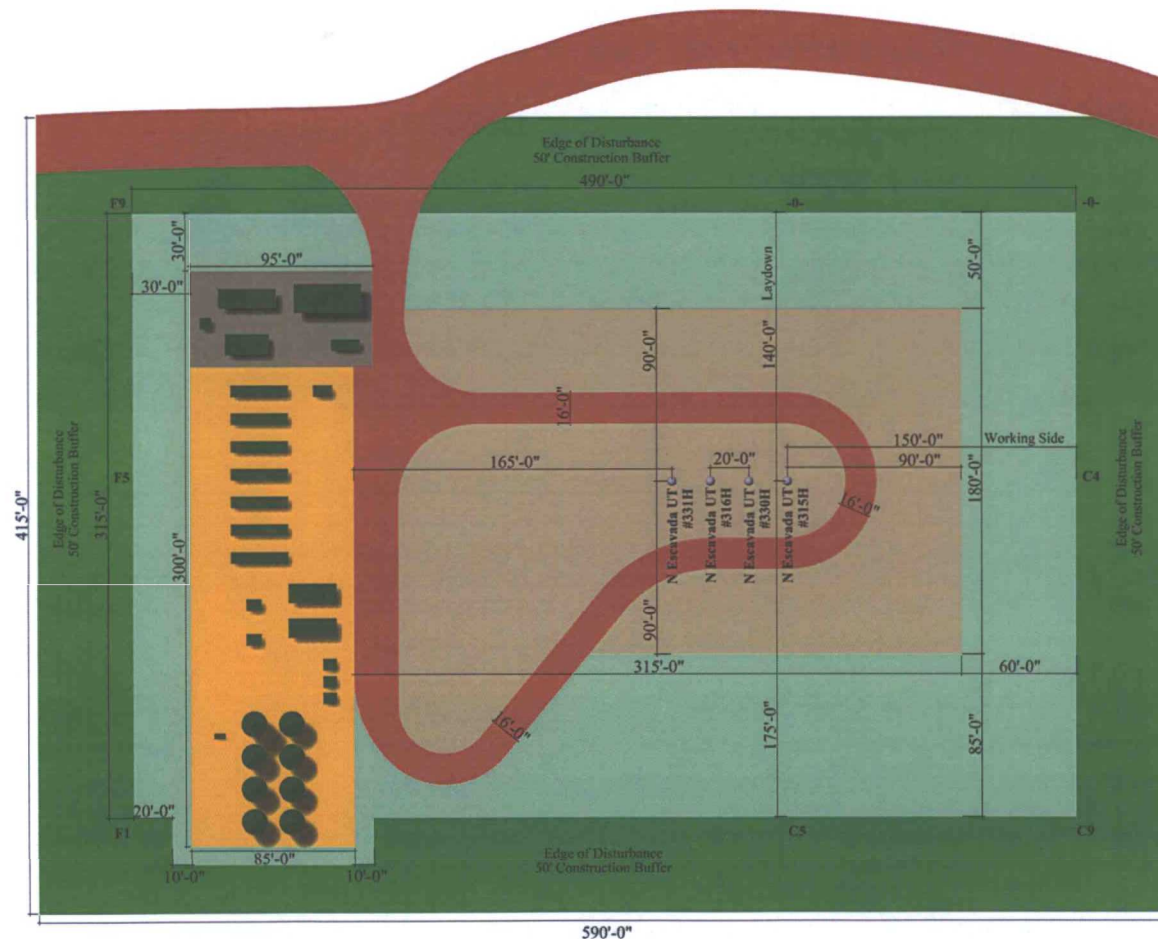 Edge of Disturbance
50' Construction Buffer
490'-0"
F9
-0-
-0-
30'-0"
95'-0"
30'-0"
Laydown
50'-0"
90'-0"
140'-0"
16'-0"
150'-0"
Working Side
165'-0"
20'-0"
90'-0"
180'-0"
F5
C4
415'-0"
Edge of Disturbance
50' Construction Buffer
315'-0"
300'-0"
N Escavada UT
#331H
N Escavada UT
#316H
N Escavada UT
#330H
N Escavada UT
#315H
16'-0"
Edge of Disturbance
50' Construction Buffer
90'-0"
315'-0"
60'-0"
16'-0"
175'-0"
85'-0"
20'-0"
F1
C5
C9
85'-0"
10'-0"
10'-0"
Edge of Disturbance
50' Construction Buffer
590'-0"